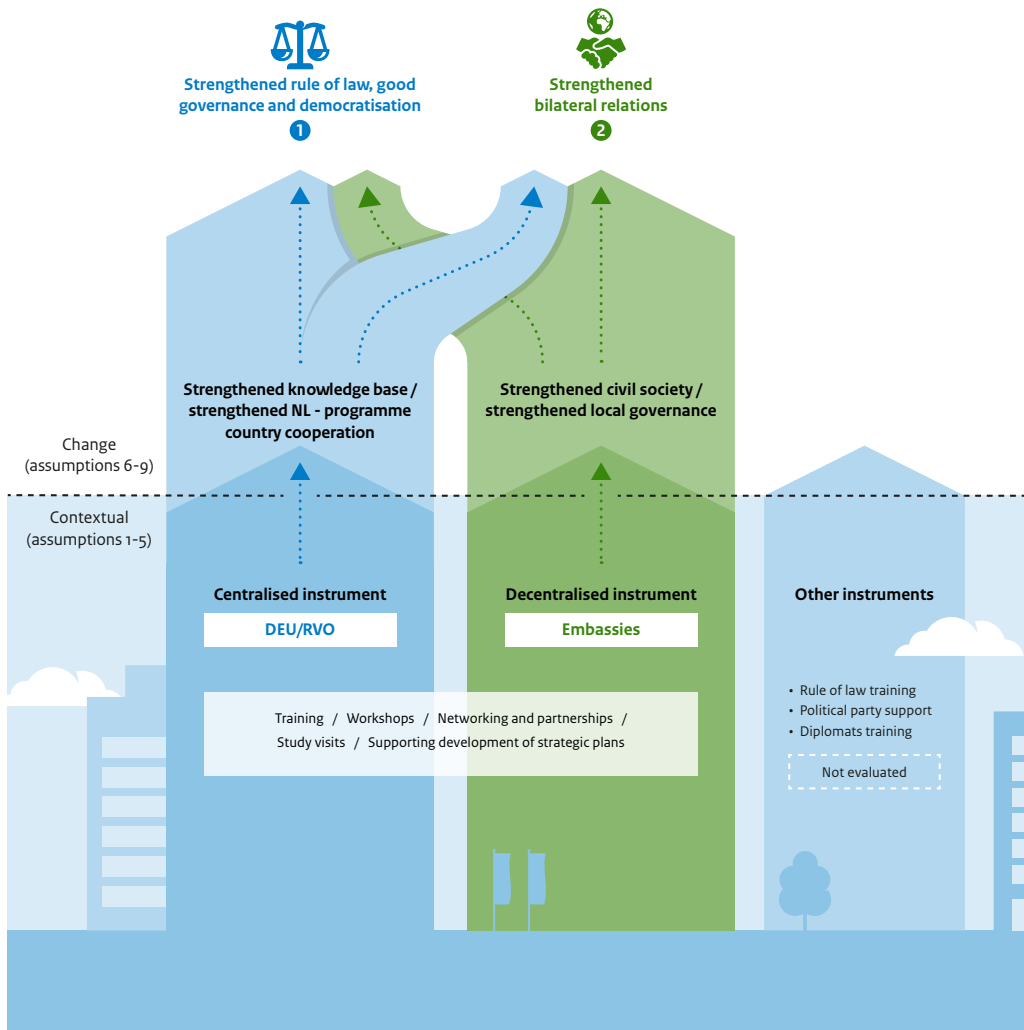 Strengthened rule of law, good
governance and democratisation
1
Strengthened
bilateral relations
2
Strengthened knowledge base /
strengthened NL - programme
country cooperation
Strengthened civil society /
strengthened local governance
Change
(assumptions 6-9)
Contextual
(assumptions 1-5)
Centralised instrument
DEU/RVO
Decentralised instrument
Embassies
Other instruments
Training / Workshops / Networking and partnerships /
Study visits / Supporting development of strategic plans
• Rule of law training
• Political party support
• Diplomats training
Not evaluated